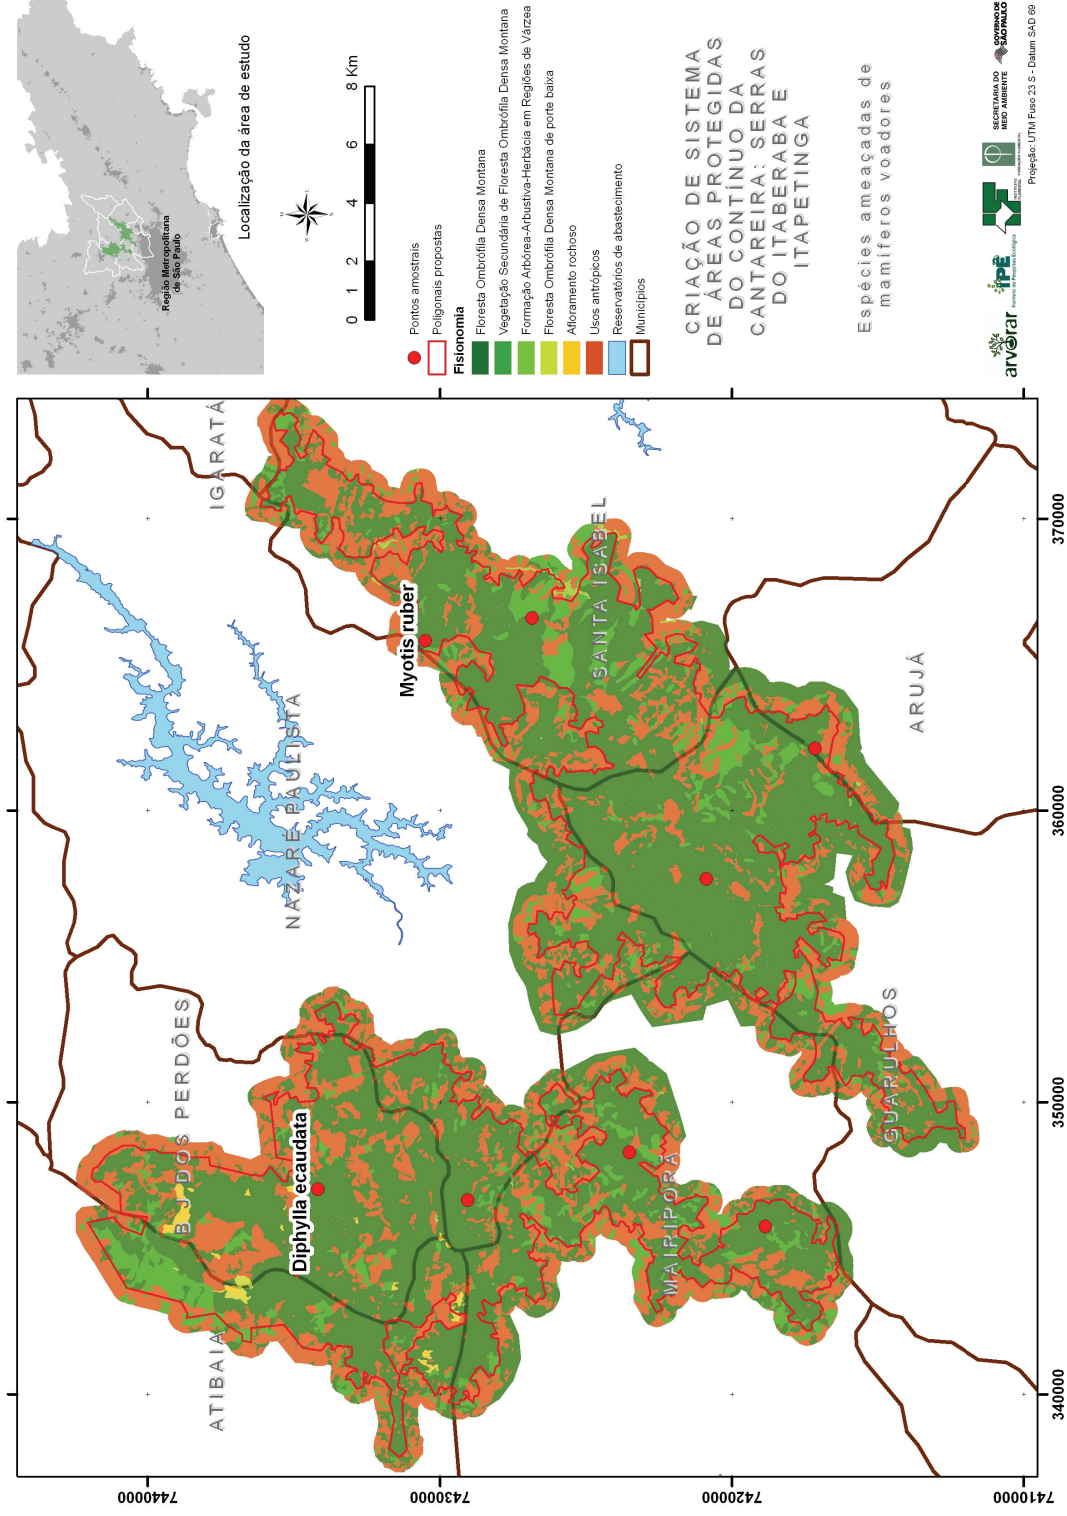 Região Metropolitana
de São Paulo
Localização da área de estudo
N
S
W
L
0 1 2 4 6 8 Km
Pontos amostrais
Poligonais propostas
Fisionomia
Floresta Ombrófila Densa Montana
Vegetação Secundária de Floresta Ombrófila Densa Montana
Formação Arbórea-Arbustiva-Herbácia em Regiões de Várzea
Floresta Ombrófila Densa Montana de porte baixa
Afloramento rochoso
Usos antrópicos
Reservatórios de abastecimento
Municípios
CRIAÇÃO DE SISTEMA
DE ÁREAS PROTEGIDAS
DO CONTÍNUO DA
CANTAREIRA: SERRAS
DO ITABERABA E
ITAPETINGA
Espécies ameaçadas de
mamíferos voadores
arvorar
IPÊ
Instituto de Pesquisas Ecológicas
INSTITUTO
FLORESTAL
FUNDAÇÃO FLORESTAL
SECRETARIA DO
MEIO AMBIENTE
GOVERNO DE
SÃO PAULO
Projeção: UTM Fuso 23 S - Datum SAD 69
IGARATÁ
NAZARÉ PAULISTA
B J DOS PERDÕES
ATIBAIA
Diphylla ecaudata
Myotis ruber
SANTA ISABEL
MAIRIPORÃ
GUARULHOS
ARUJÁ
7440000
7430000
7420000
7410000
340000
350000
360000
370000